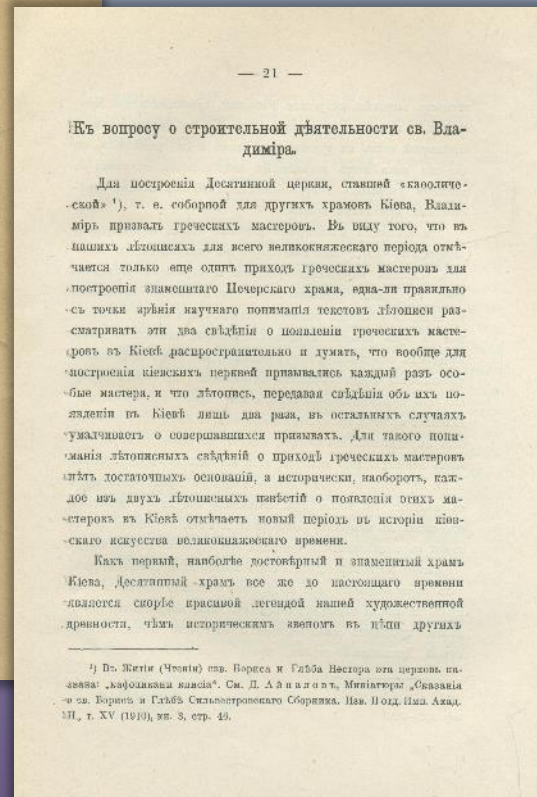 — 21 —
Къ вопросу о строительной дѣятельности св. Вла-
диміра.
Для построенія Десятинной церкви, ставшей «каѳоличе-
ской» ¹), т. е. соборной для другихъ храмовъ Кіева, Влади-
міръ призвалъ греческихъ мастеровъ. Въ виду того, что въ
нашихъ лѣтописяхъ для всего великокняжескаго періода отмѣ-
чается только еще одинъ приходъ греческихъ мастеровъ для
построенія знаменитаго Печерскаго храма, едва-ли правильно
съ точки зрѣнія научнаго пониманія текстовъ лѣтописи раз-
сматривать эти два свѣдѣнія о появленіи греческихъ масте-
ровъ въ Кіевѣ распространительно и думать, что вообще для
построенія кіевскихъ церквей призывались каждый разъ осо-
бые мастера, и что лѣтопись, передавая свѣдѣнія объ ихъ по-
явленіи въ Кіевѣ лишь два раза, въ остальныхъ случаяхъ
умалчиваетъ о совершавшихся призывахъ. Для такого пони-
манія лѣтописныхъ свѣдѣній о приходѣ греческихъ мастеровъ
нѣтъ достаточныхъ основаній, а исторически, наоборотъ, каж-
дое изъ двухъ лѣтописныхъ извѣстій о появленіи этихъ ма-
стеровъ въ Кіевѣ отмѣчаетъ новый періодъ въ исторіи кіев-
скаго искусства великокняжескаго времени.
Какъ первый, наиболѣе достовѣрный и знаменитый храмъ
Кіева, Десятинный храмъ все же до настоящаго времени
является скорѣе красивой легендой нашей художественной
древности, чѣмъ историческимъ звеномъ въ цѣпи другихъ
¹) Въ Житіи (Чтеніи) свв. Бориса и Глѣба Нестора эта церковь на-
звана: „каѳоликани иклисіа“. См. Д. Айналовъ, Миніатюры „Сказанія
о св. Борисѣ и Глѣбѣ Сильвестровскаго Сборника. Изв. II отд. Имп. Акад.
Н., т. XV (1910), кн. 3, стр. 46.